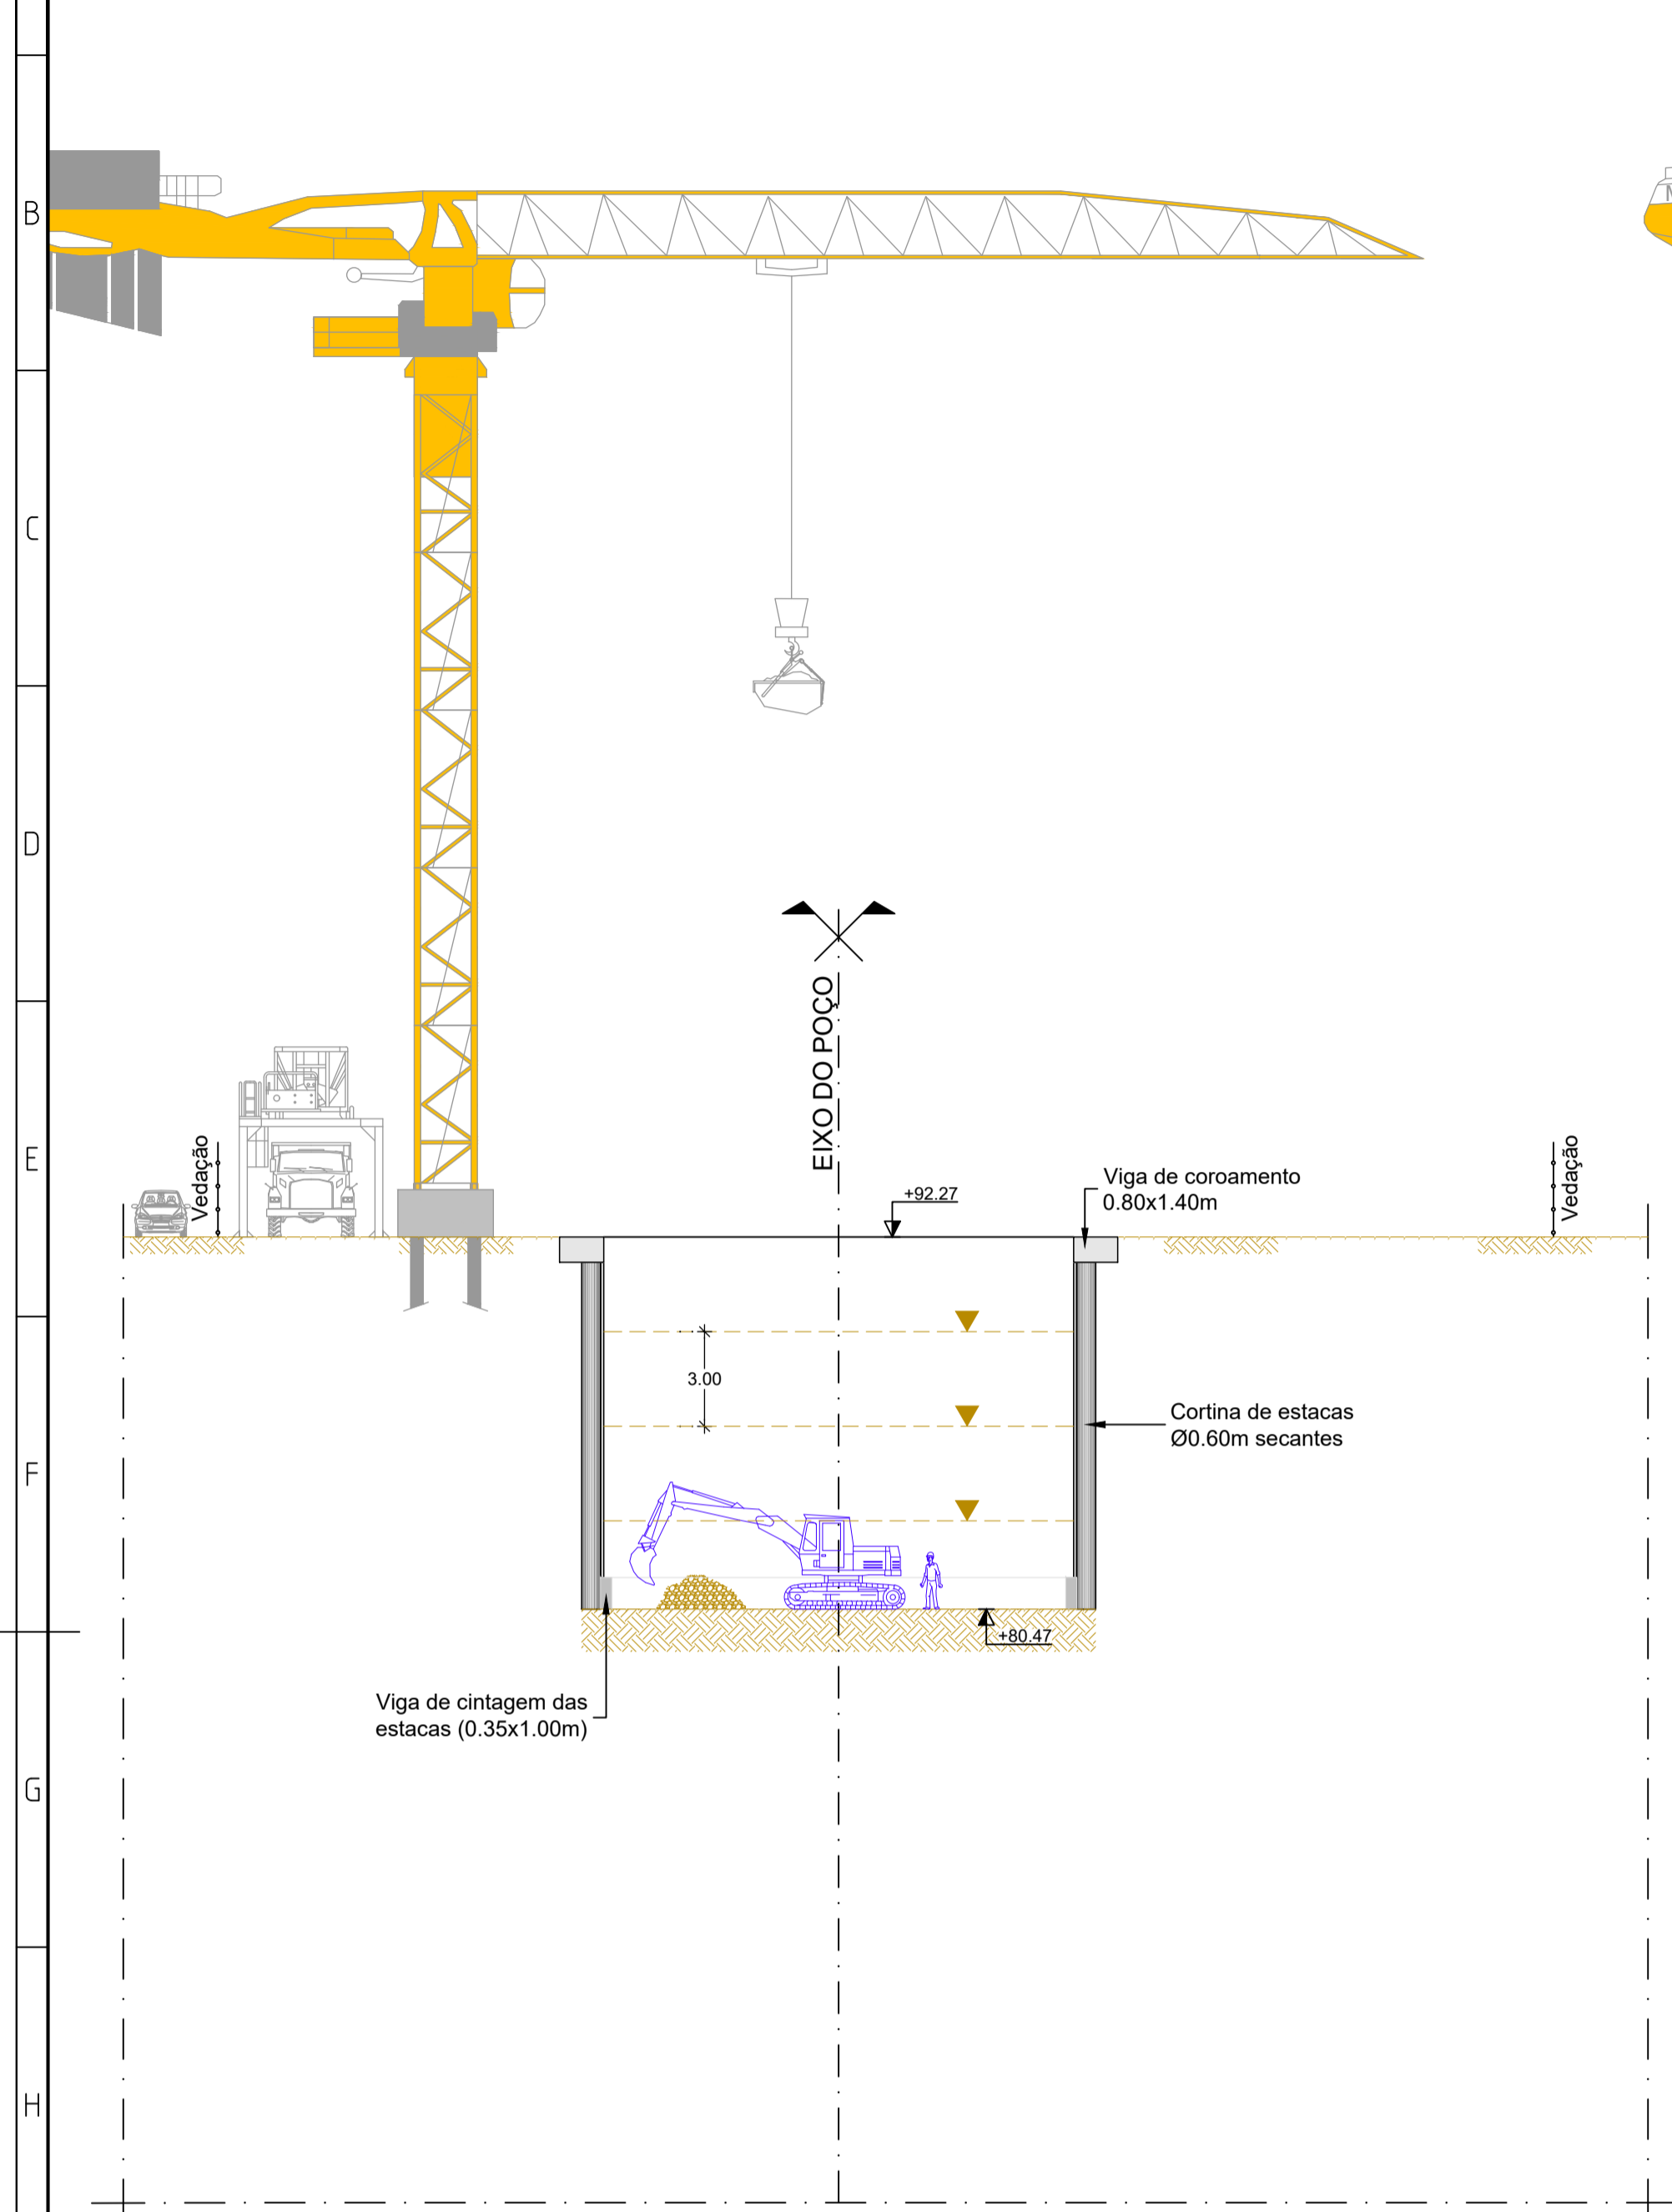 B
C
D
EIXO DO POÇO
E
Vedação
+92.27
Viga de coroamento
0.80x1.40m
Vedação
3.00
Cortina de estacas
Ø0.60m secantes
F
+80.47
Viga de cintagem das
estacas (0.35x1.00m)
G
H